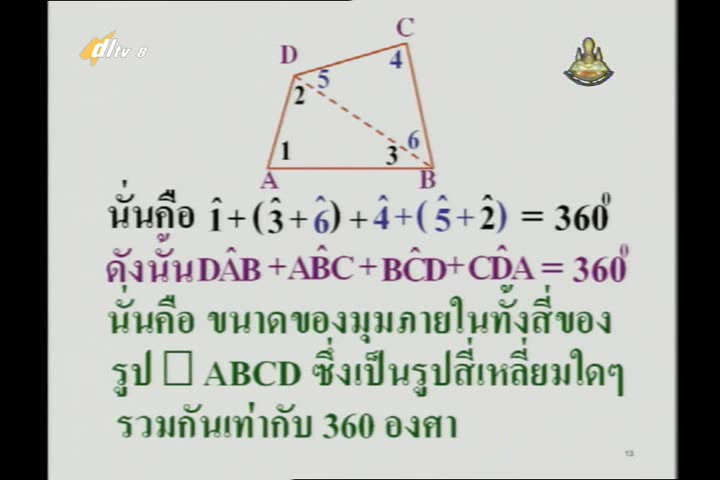 dltv 8
C
D
4
5
2
6
1
3
A
B
นั่นคือ 1̂ + (3̂ + 6̂) + 4̂ + (5̂ + 2̂) = 360⁰
ดังนั้น DÂB + AB̂C + BĈD + CD̂A = 360⁰
นั่นคือ ขนาดของมุมภายในทั้งสี่ของ
รูป □ ABCD ซึ่งเป็นรูปสี่เหลี่ยมใดๆ
รวมกันเท่ากับ 360 องศา
13